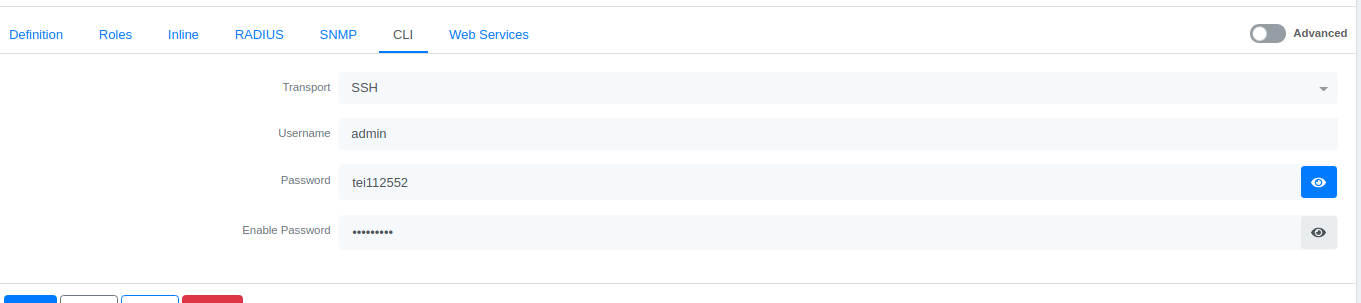 Definition Roles Inline RADIUS SNMP CLI Web Services Advanced
Transport SSH
Username admin
Password tei112552
Enable Password •••••••••